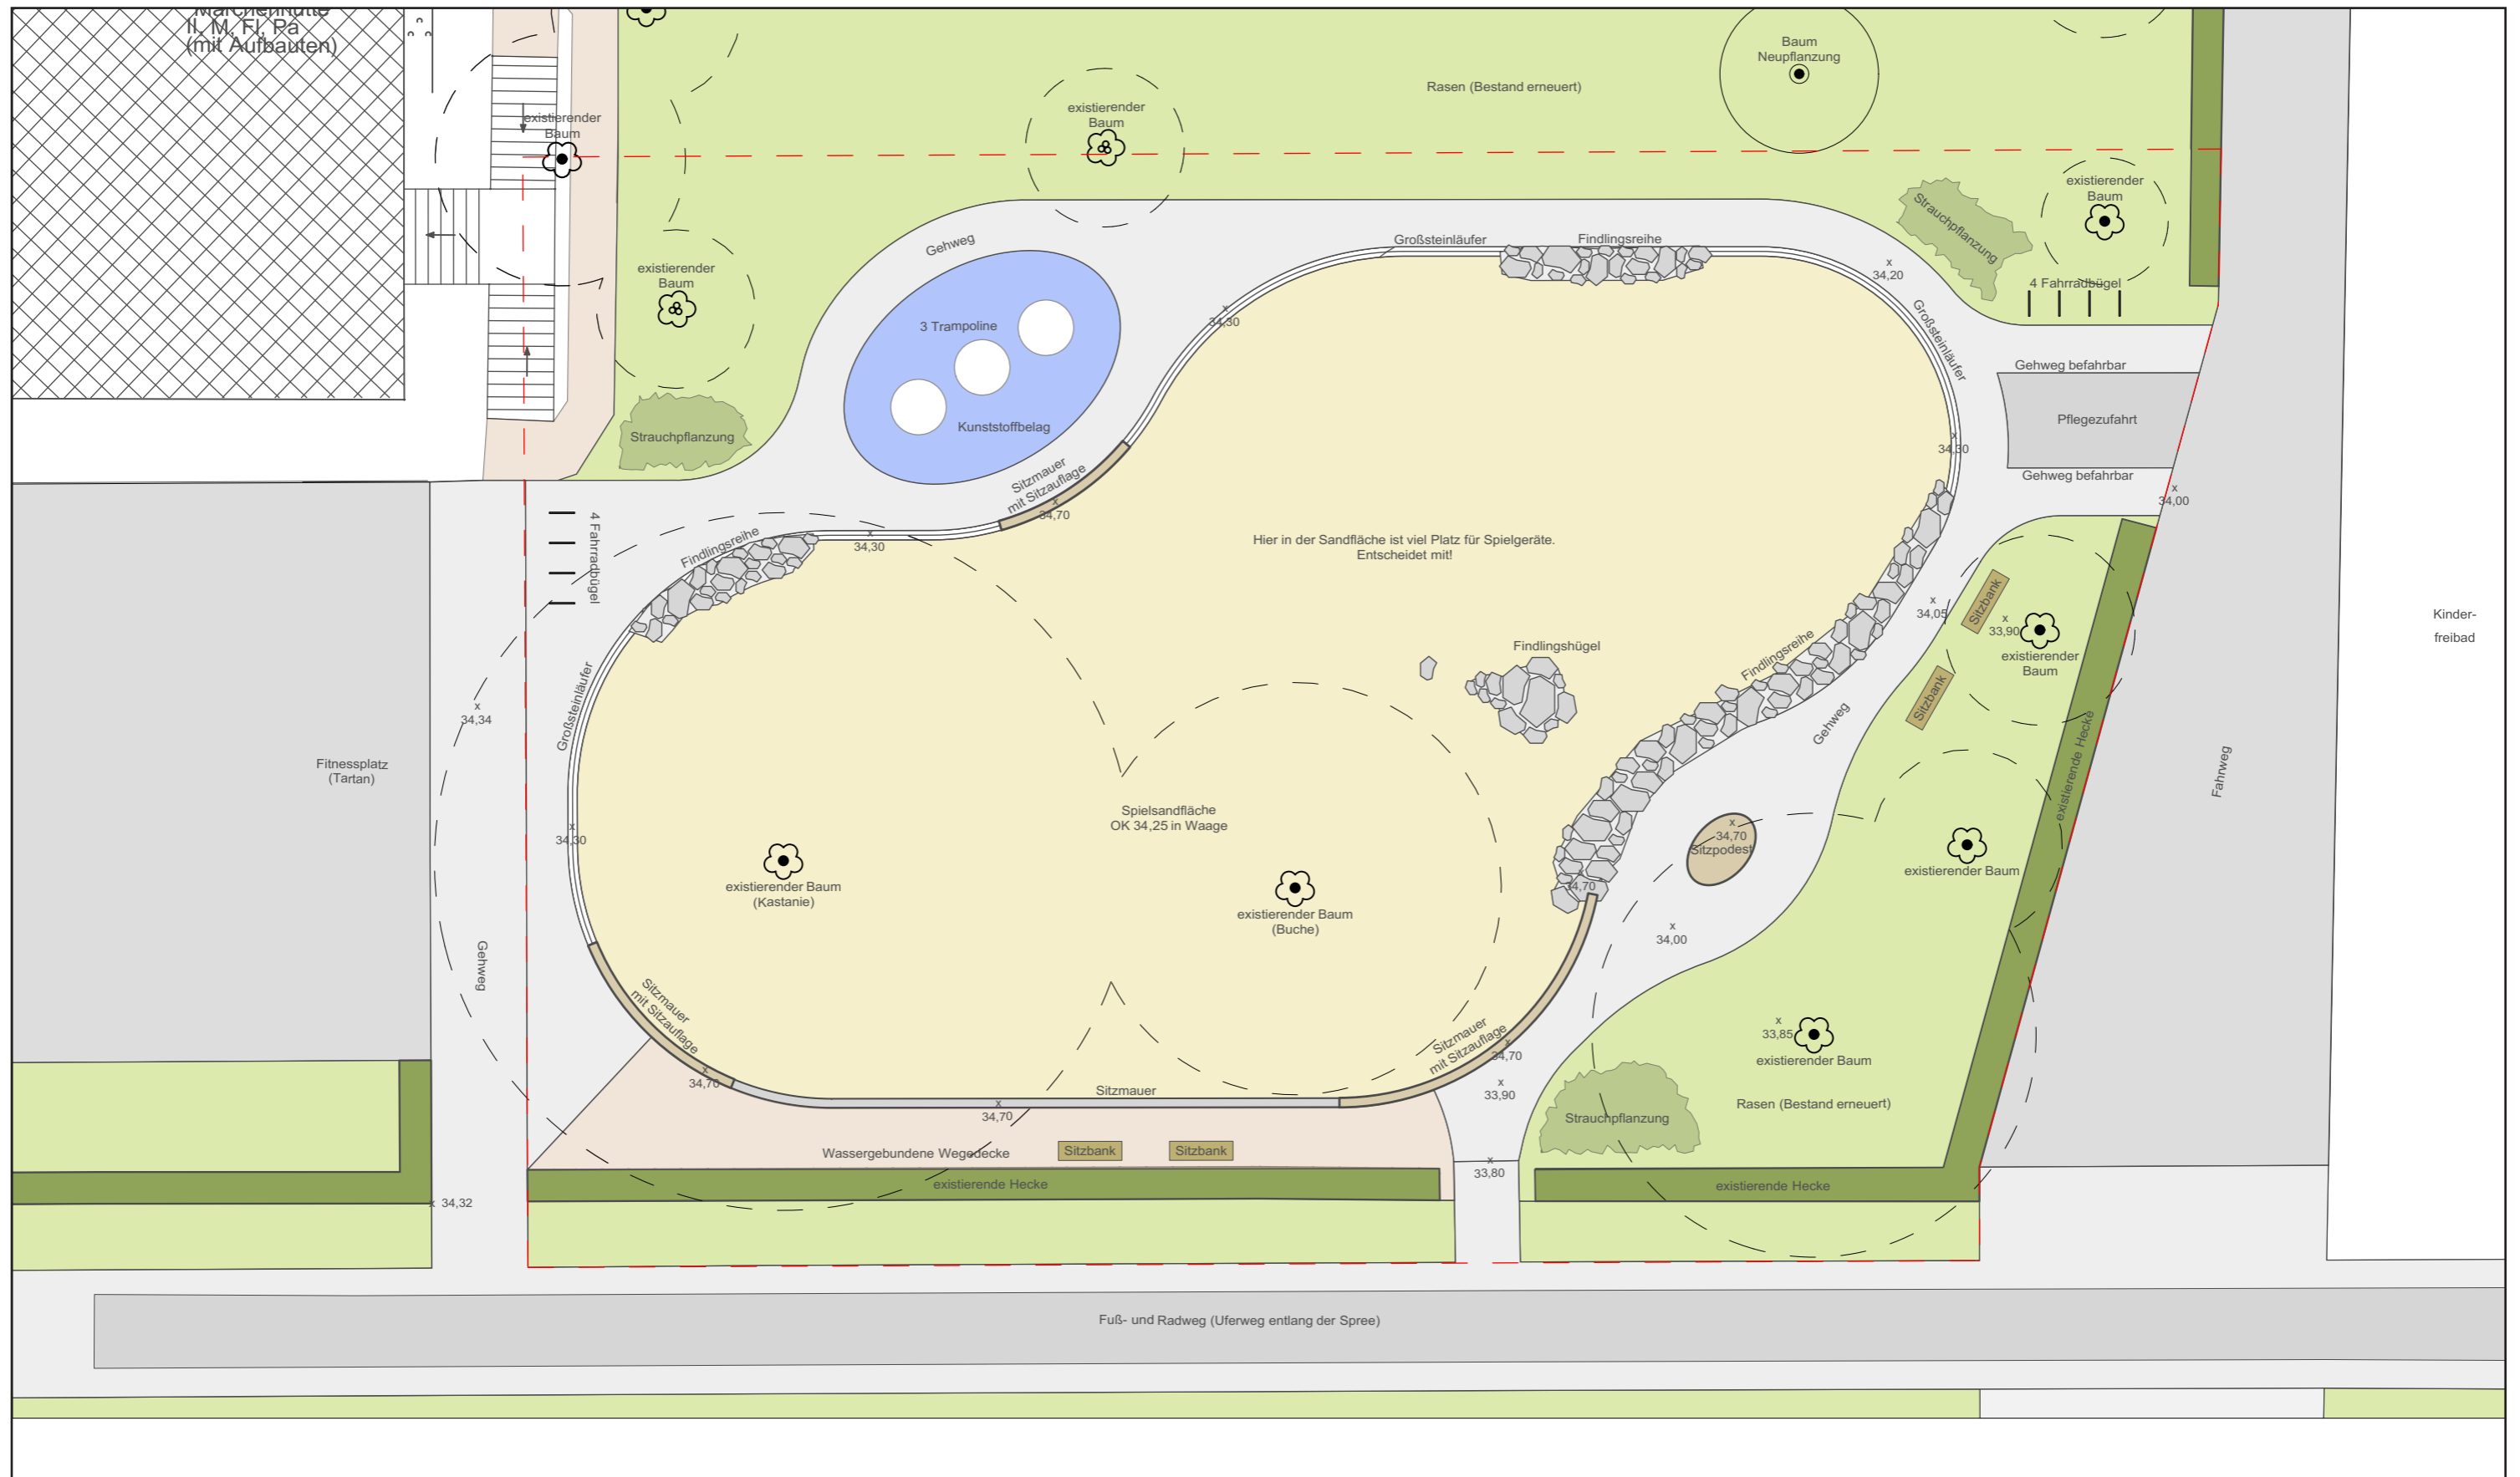 Märchenhütte
II, M, Fl, Pa
(mit Aufbauten)
existierender
Baum
existierender
Baum
Rasen (Bestand erneuert)
Baum
Neupflanzung
existierender
Baum
Strauchpflanzung
4 Fahrradbügel
existierender
Baum
Strauchpflanzung
Gehweg
3 Trampoline
Kunststoffbelag
Großsteinläufer
Findlingsreihe
34,20
34,30
Großsteinläufer
Gehweg befahrbar
Pflegezufahrt
Gehweg befahrbar
34,30
34,00
Sitzmauer
mit Sitzauflage
34,70
4 Fahrradbügel
Findlingsreihe
34,30
Hier in der Sandfläche ist viel Platz für Spielgeräte.
Entscheidet mit!
Sitzbank
34,05
33,90
existierender
Baum
Kinder-
freibad
Findlingshügel
Findlingsreihe
Sitzbank
Gehweg
34,34
Großsteinläufer
Fitnessplatz
(Tartan)
existierende Hecke
Fahrweg
Spielsandfläche
OK 34,25 in Waage
34,30
34,70
Sitzpodest
existierender Baum
existierender Baum
(Kastanie)
existierender Baum
(Buche)
34,70
34,00
Gehweg
Sitzmauer
mit Sitzauflage
34,70
Sitzmauer
34,70
Sitzmauer
mit Sitzauflage
34,70
33,90
33,85
existierender Baum
Rasen (Bestand erneuert)
Strauchpflanzung
Wassergebundene Wegedecke
Sitzbank
Sitzbank
33,80
existierende Hecke
existierende Hecke
34,32
Fuß- und Radweg (Uferweg entlang der Spree)